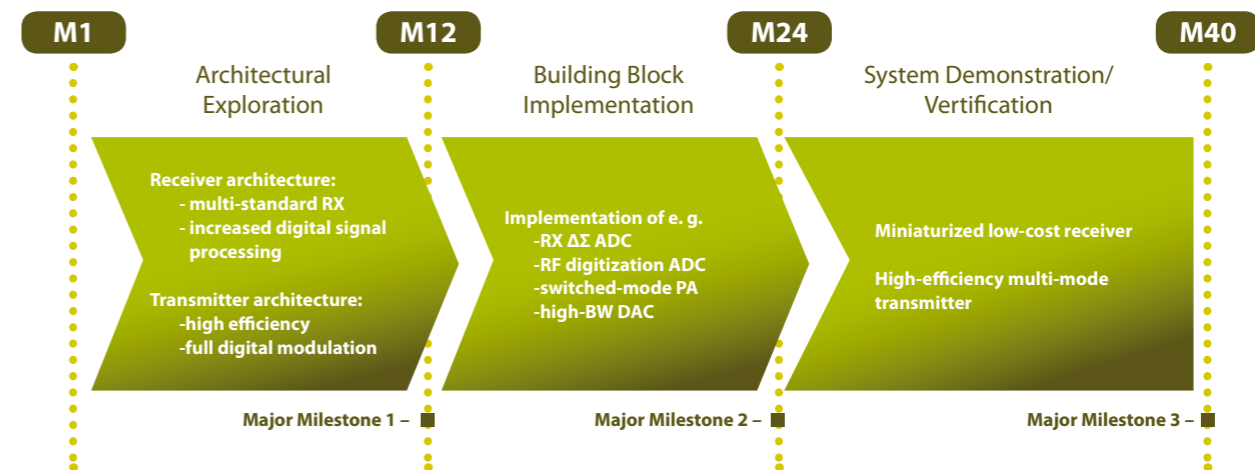 M1
M12
M24
M40
Architectural
Exploration
Building Block
Implementation
System Demonstration/
Vertification
Receiver architecture:
- multi-standard RX
- increased digital signal
processing
Transmitter architecture:
-high efficiency
-full digital modulation
Implementation of e. g.
-RX ΔΣ ADC
-RF digitization ADC
-switched-mode PA
-high-BW DAC
Miniaturized low-cost receiver
High-efficiency multi-mode
transmitter
Major Milestone 1 –
Major Milestone 2 –
Major Milestone 3 –